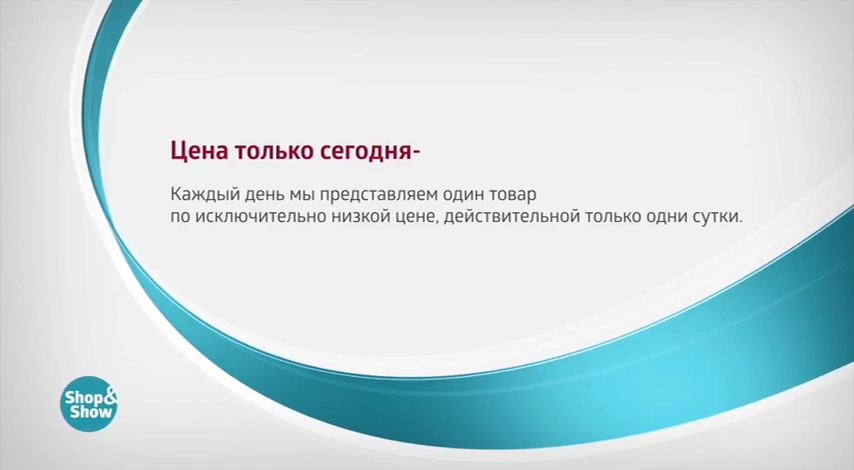 Цена только сегодня-
Каждый день мы представляем один товар
по исключительно низкой цене, действительной только одни сутки.
Shop&
Show